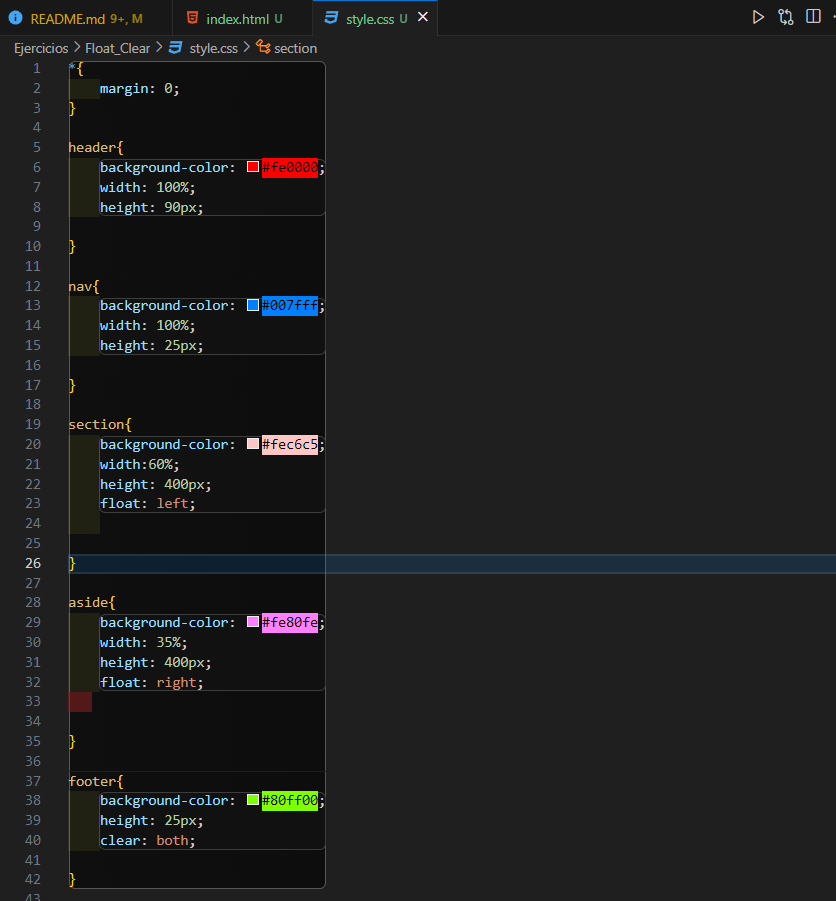 README.md 9+, M
index.html U
style.css U
Ejercicios > Float_Clear > style.css > section
1 *{
2 margin: 0;
3 }
4
5 header{
6 background-color: #fe0000;
7 width: 100%;
8 height: 90px;
9
10 }
11
12 nav{
13 background-color: #007fff;
14 width: 100%;
15 height: 25px;
16
17 }
18
19 section{
20 background-color: #fec6c5;
21 width:60%;
22 height: 400px;
23 float: left;
24
25
26 }
27
28 aside{
29 background-color: #fe80fe;
30 width: 35%;
31 height: 400px;
32 float: right;
33
34
35 }
36
37 footer{
38 background-color: #80ff00;
39 height: 25px;
40 clear: both;
41
42 }
43